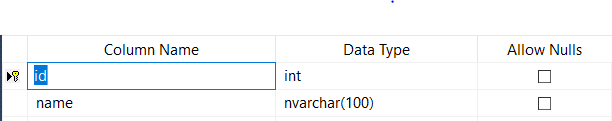 Column Name Data Type Allow Nulls
id int
name nvarchar(100)